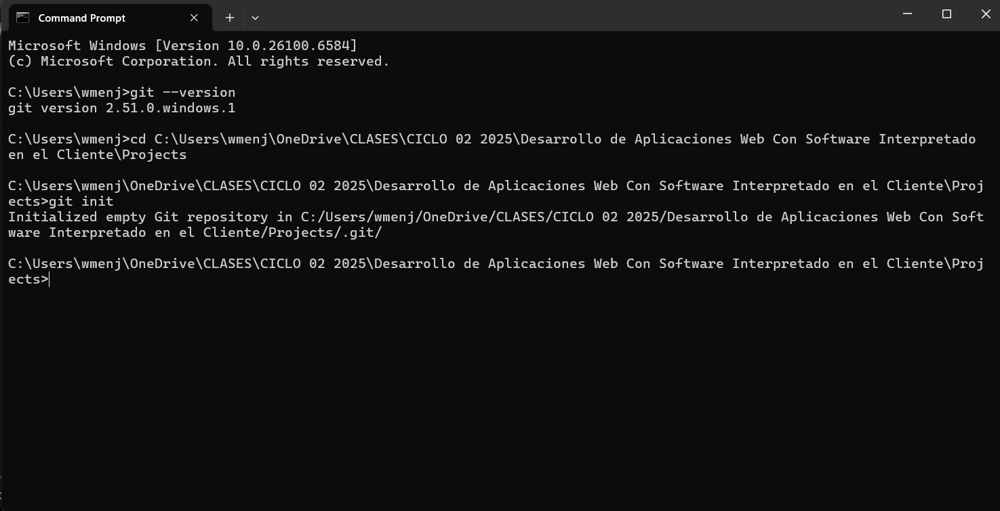 Command Prompt
Microsoft Windows [Version 10.0.26100.6584]
(c) Microsoft Corporation. All rights reserved.
C:\Users\wmenj>git --version
git version 2.51.0.windows.1
C:\Users\wmenj>cd C:\Users\wmenj\OneDrive\CLASES\CICLO 02 2025\Desarrollo de Aplicaciones Web Con Software Interpretado
en el Cliente\Projects
C:\Users\wmenj\OneDrive\CLASES\CICLO 02 2025\Desarrollo de Aplicaciones Web Con Software Interpretado en el Cliente\Proj
ects>git init
Initialized empty Git repository in C:/Users/wmenj/OneDrive/CLASES/CICLO 02 2025/Desarrollo de Aplicaciones Web Con Soft
ware Interpretado en el Cliente/Projects/.git/
C:\Users\wmenj\OneDrive\CLASES\CICLO 02 2025\Desarrollo de Aplicaciones Web Con Software Interpretado en el Cliente\Proj
ects>